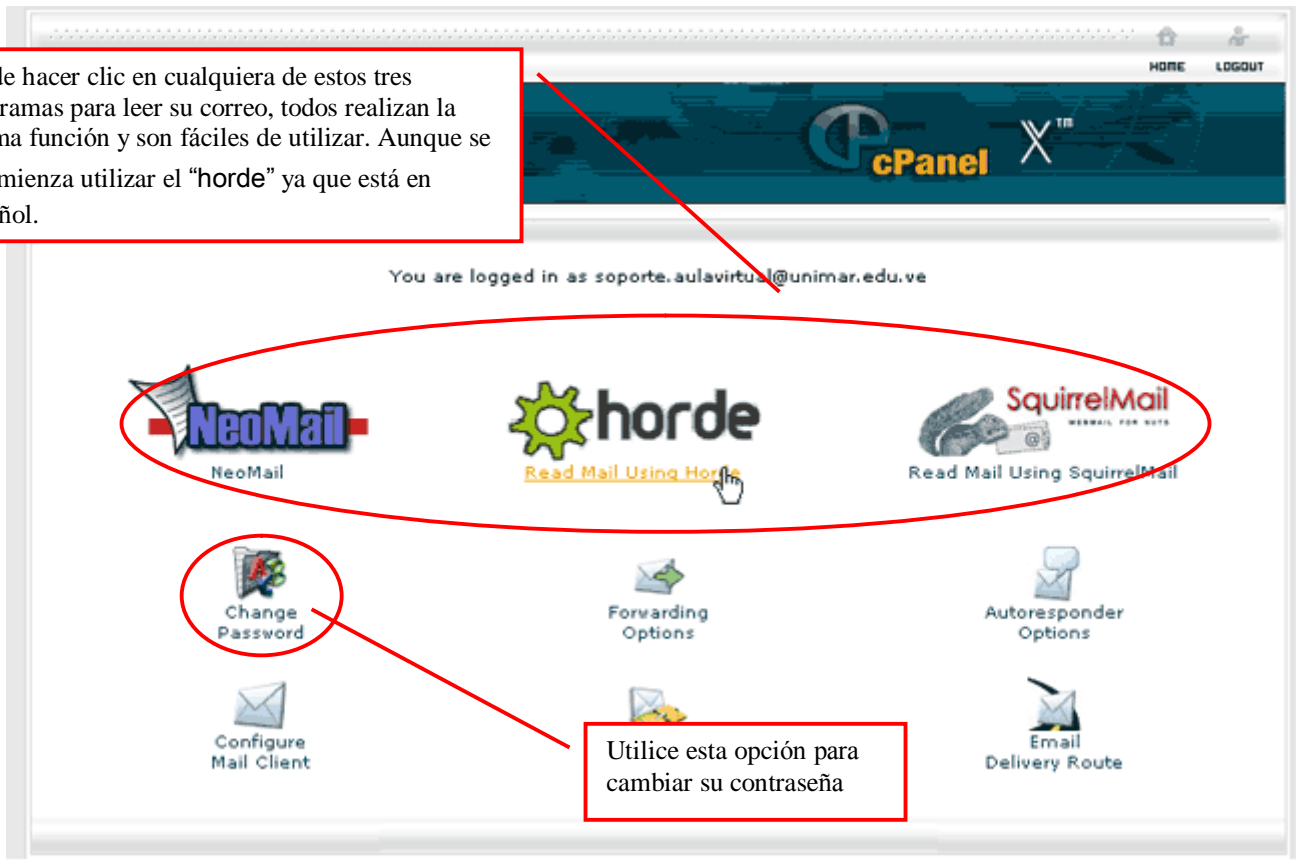 HOME LOGOUT
de hacer clic en cualquiera de estos tres
ramas para leer su correo, todos realizan la
na función y son fáciles de utilizar. Aunque se
mienza utilizar el “horde” ya que está en
ñol.
cPanel X™
You are logged in as soporte.aulavirtual@unimar.edu.ve
NeoMail
horde
SquirrelMail
WEBMAIL FOR NUTS
NeoMail
Read Mail Using Horde
Read Mail Using SquirrelMail
Change
Password
Forwarding
Options
Autoresponder
Options
Configure
Mail Client
Utilice esta opción para
cambiar su contraseña
Email
Delivery Route